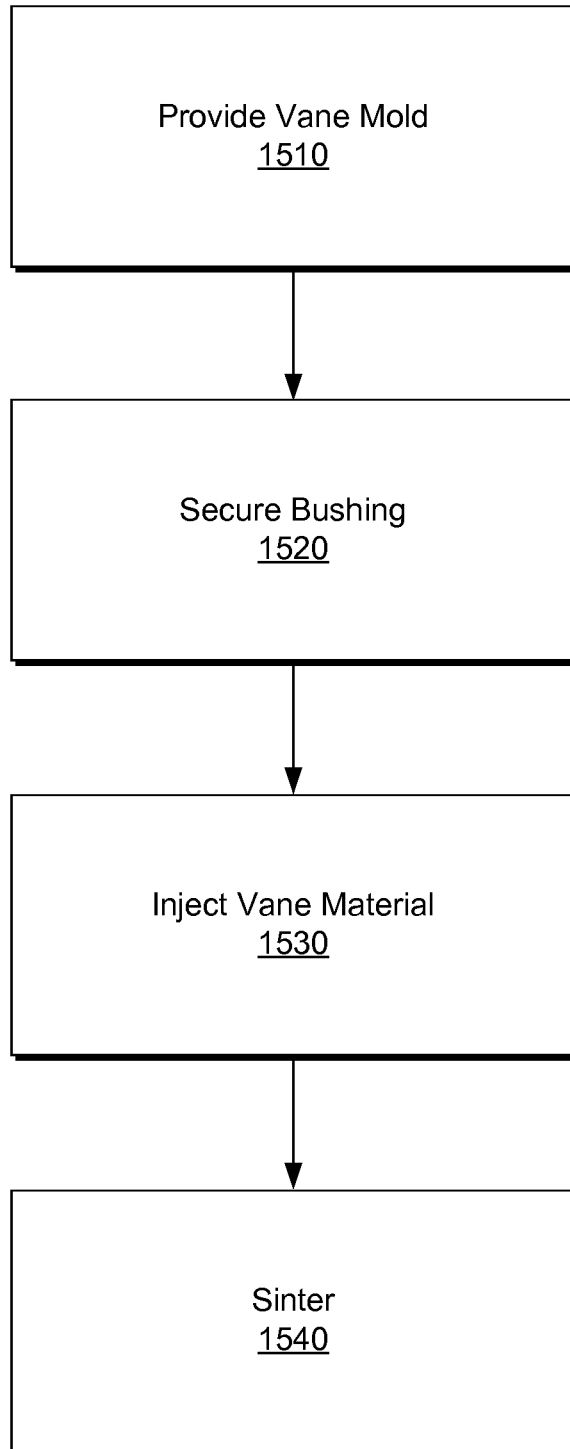 Provide Vane Mold
1510
Secure Bushing
1520
Inject Vane Material
1530
Sinter
1540